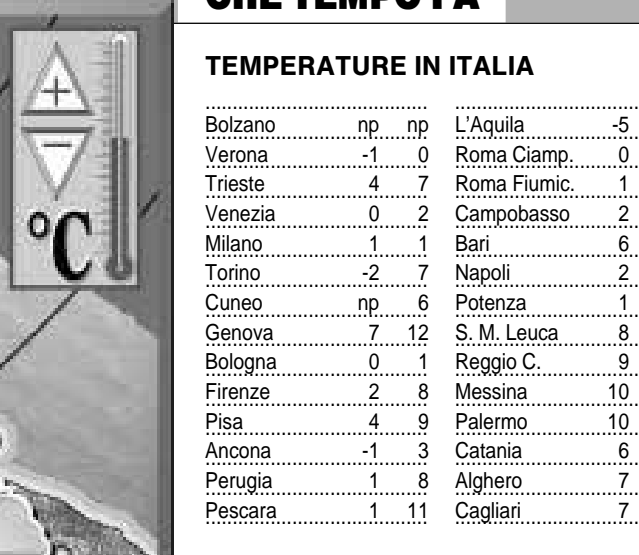 CHE TEMPO FA
TEMPERATURE IN ITALIA
Bolzano np np
Verona -1 0
Trieste 4 7
Venezia 0 2
Milano 1 1
Torino -2 7
Cuneo np 6
Genova 7 12
Bologna 0 1
Firenze 2 8
Pisa 4 9
Ancona -1 3
Perugia 1 8
Pescara 1 11
L'Aquila -5
Roma Ciamp. 0
Roma Fiumic. 1
Campobasso 2
Bari 6
Napoli 2
Potenza 1
S. M. Leuca 8
Reggio C. 9
Messina 10
Palermo 10
Catania 6
Alghero 7
Cagliari 7
+
−
°C